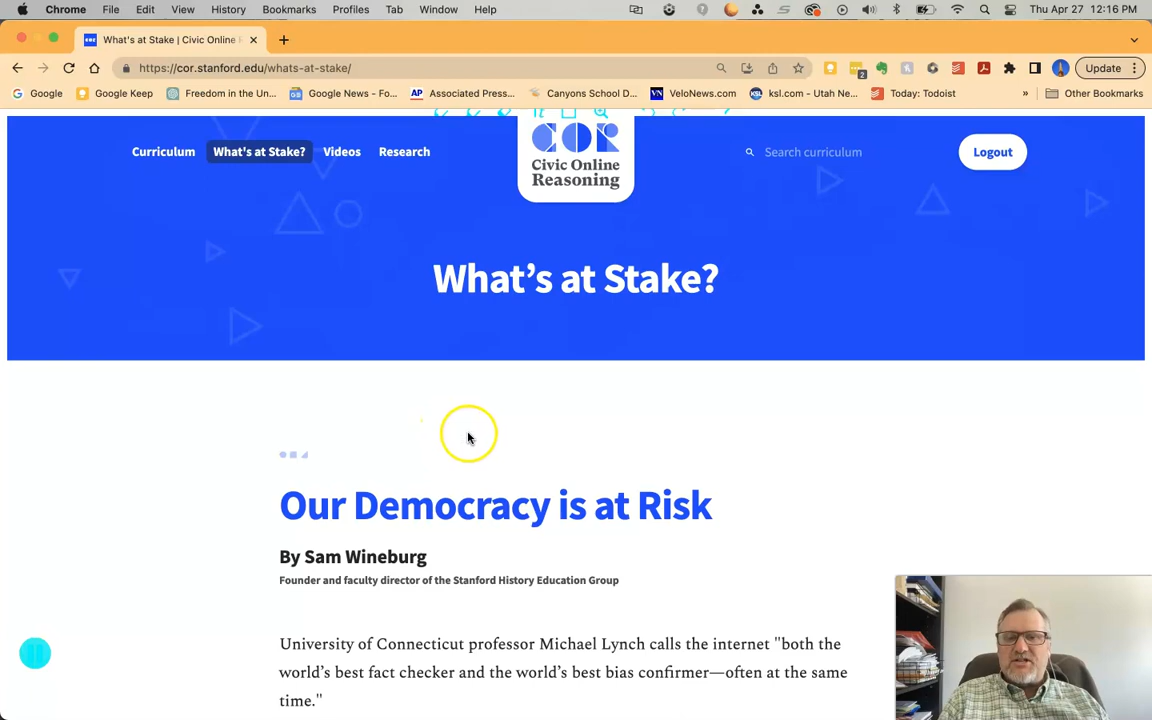 Chrome File Edit View History Bookmarks Profiles Tab Window Help Thu Apr 27 12:16 PM
What's at Stake | Civic Online
https://cor.stanford.edu/whats-at-stake/ 2 Update
Google Google Keep Freedom in the Un... Google News - Fo... AP Associated Press... Canyons School D... VN VeloNews.com KSL ksl.com - Utah Ne... Today: Todoist » Other Bookmarks
Curriculum What's at Stake? Videos Research COR Search curriculum Logout
Civic Online
Reasoning
What's at Stake?
Our Democracy is at Risk
By Sam Wineburg
Founder and faculty director of the Stanford History Education Group
University of Connecticut professor Michael Lynch calls the internet "both the
world's best fact checker and the world's best bias confirmer—often at the same
time."